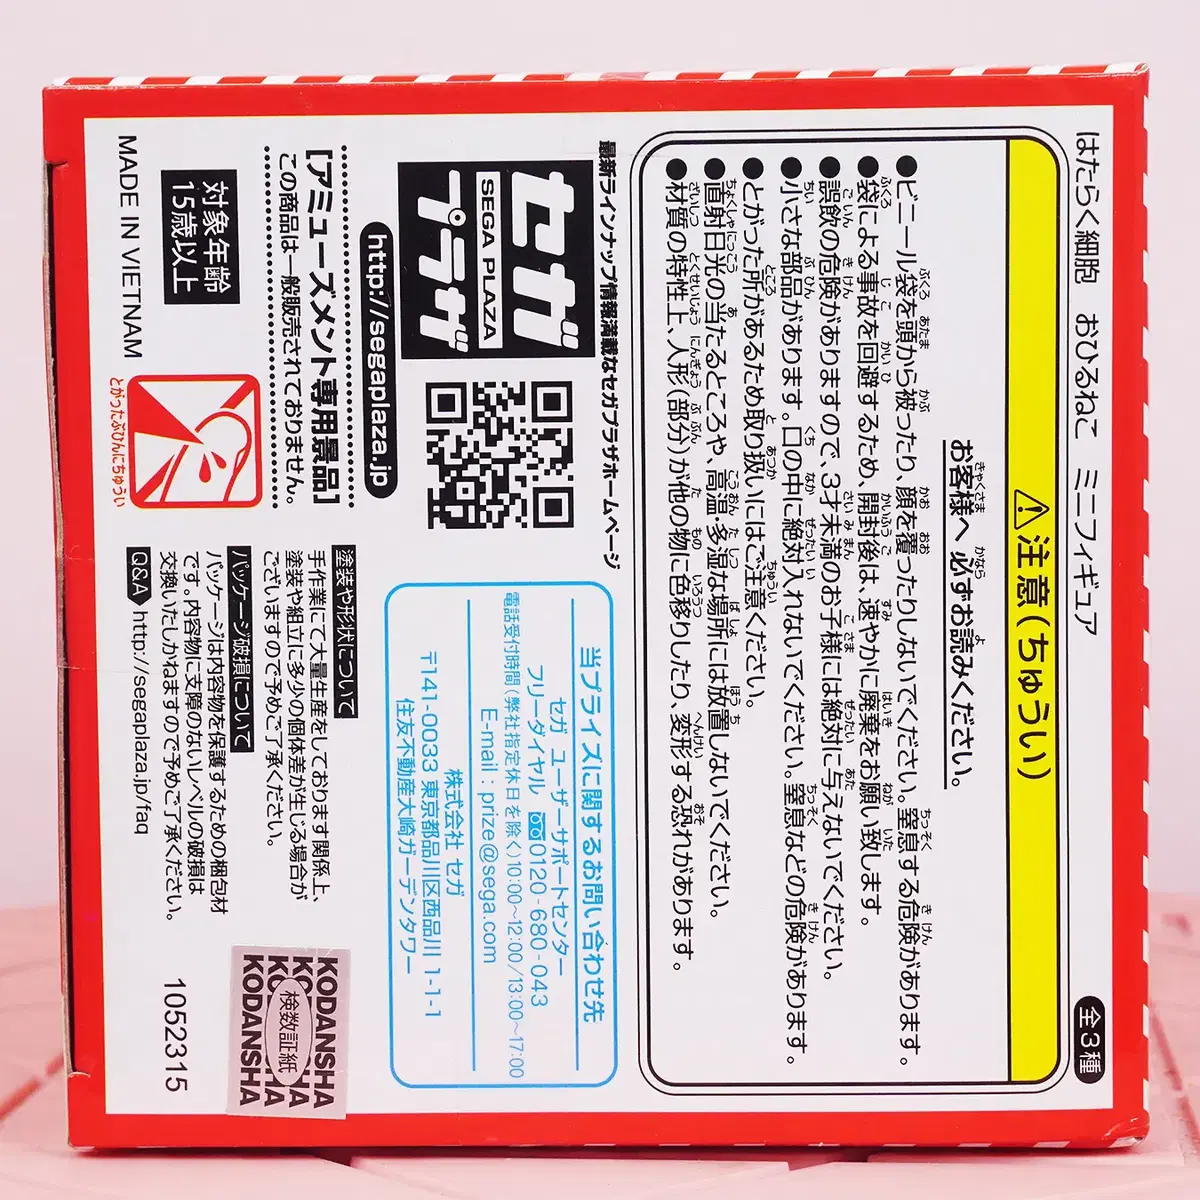 はたらく細胞 おひるねこ ミニフィギュア
全3種
⚠注意(ちゅうい)
お客様へ 必ずお読みください。
●ビニール袋を頭から被ったり、顔を覆ったりしないでください。窒息する危険があります。
●袋による事故を回避するため、開封後は、速やかに廃棄をお願い致します。
●誤飲の危険がありますので、3才未満のお子様には絶対に与えないでください。
●小さな部品があります。口の中に絶対入れないでください。窒息などの危険があります。
●とがった所があるため取り扱いにはご注意ください。
●直射日光の当たるところや、高温・多湿な場所には放置しないでください。
●材質の特性上、人形(部分)が他の物に色移りしたり、変形する恐れがあります。
最新ラインナップ情報満載なセガプラザホームページ
セガ
SEGA PLAZA
プラザ
http://segaplaza.jp
[アミューズメント専用景品]
この商品は一般販売されておりません。
対象年齢
15歳以上
MADE IN VIETNAM
とがったぶひんにちゅうい
当プライズに関するお問い合わせ先
セガ ユーザーサポートセンター
フリーダイヤル 0120-680-043
電話受付時間(弊社指定休日を除く)10:00~12:00/13:00~17:00
E-mail : prize@sega.com
株式会社 セガ
〒141-0033 東京都品川区西品川 1-1-1
住友不動産大崎ガーデンタワー
塗装や形状について
手作業にて大量生産をしております関係上、
塗装や組立に多少の個体差が生じる場合が
ございますので予めご了承ください。
パッケージ破損について
パッケージは内容物を保護するための梱包材
です。内容物に支障のないレベルの破損は
交換いたしかねますので予めご了承ください。
Q&A http://segaplaza.jp/faq
KODANSHA
KODANSHA
KODANSHA
KODANSHA
検数証紙
1052315